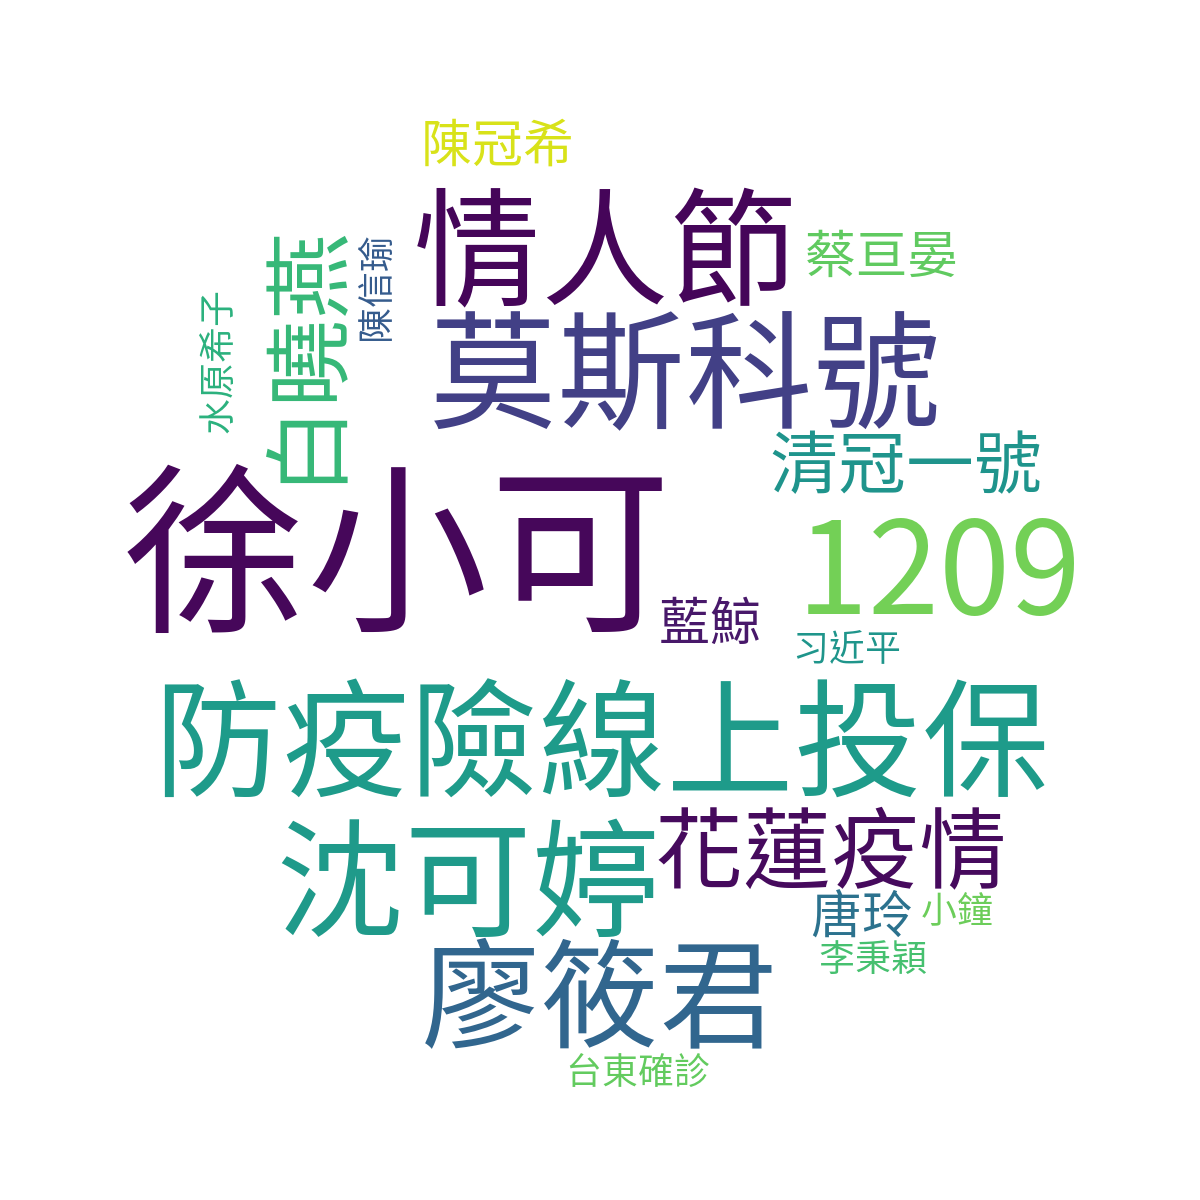 陳冠希
情人節
蔡亘晏
白曉燕
陳信瑜
水原希子
莫斯科號
清冠一號
徐小可
1209
藍鯨
习近平
防疫險線上投保
沈可婷
花蓮疫情
唐玲
小鐘
李秉穎
廖筱君
台東確診